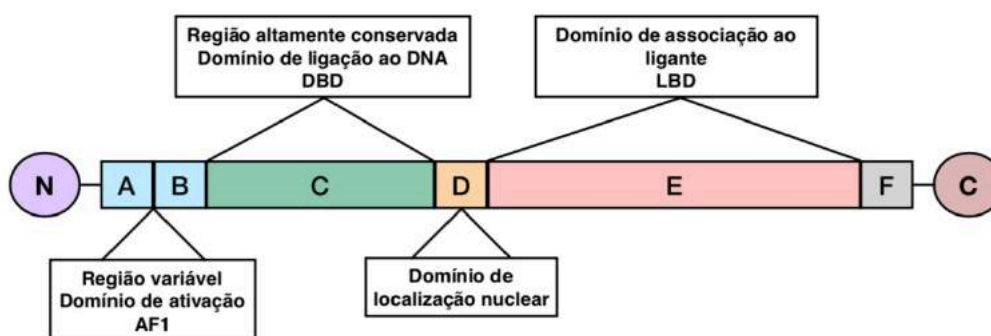 Região altamente conservada
Domínio de ligação ao DNA
DBD
Domínio de associação ao
ligante
LBD
N
A
B
C
D
E
F
C
Região variável
Domínio de ativação
AF1
Domínio de
localização nuclear